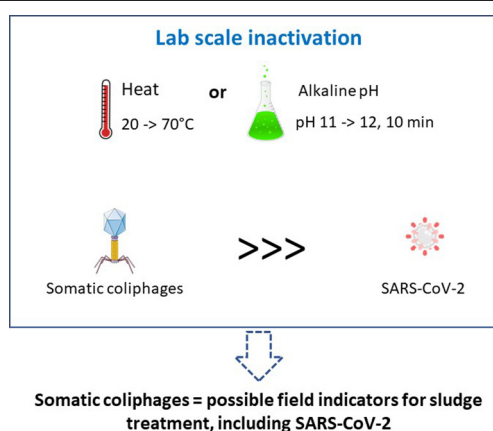 Lab scale inactivation
Heat or Alkaline pH
20 -> 70°C pH 11 -> 12, 10 min
>>>
Somatic coliphages SARS-CoV-2
Somatic coliphages = possible field indicators for sludge
treatment, including SARS-CoV-2